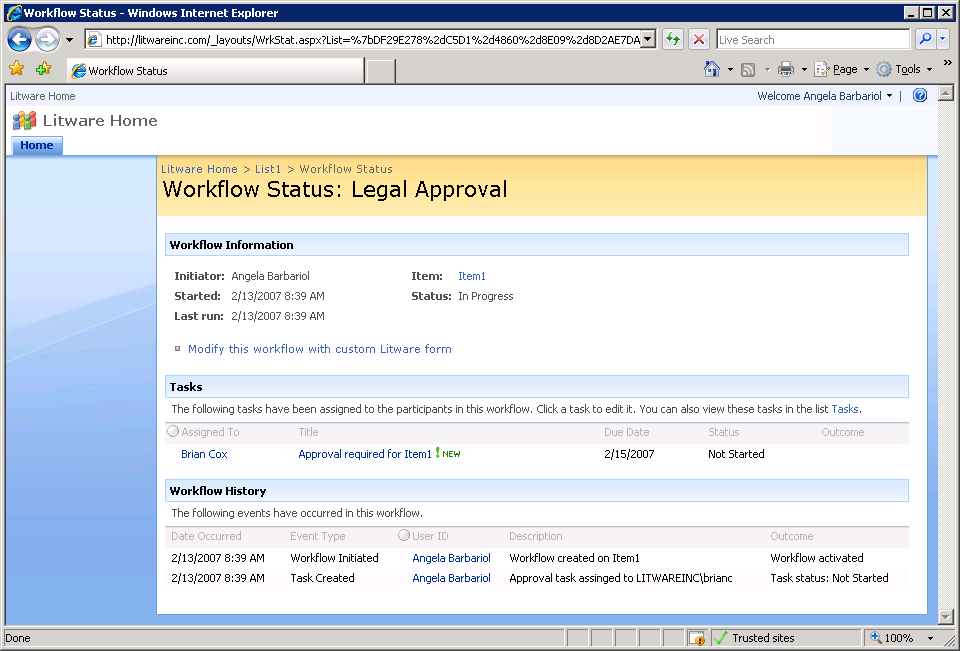 Workflow Status - Windows Internet Explorer
http://litwareinc.com/_layouts/WrkStat.aspx?List=%7bDF29E278%2dC5D1%2d4860%2d8E09%2d8D2AE7DA
Live Search
Workflow Status
Page
Tools
Litware Home
Welcome Angela Barbariol
Litware Home
Home
Litware Home > List1 > Workflow Status
Workflow Status: Legal Approval
Workflow Information
Initiator: Angela Barbariol Item: Item1
Started: 2/13/2007 8:39 AM Status: In Progress
Last run: 2/13/2007 8:39 AM
Modify this workflow with custom Litware form
Tasks
The following tasks have been assigned to the participants in this workflow. Click a task to edit it. You can also view these tasks in the list Tasks.
Assigned To Title Due Date Status Outcome
Brian Cox Approval required for Item1 ! NEW 2/15/2007 Not Started
Workflow History
The following events have occurred in this workflow.
Date Occurred Event Type User ID Description Outcome
2/13/2007 8:39 AM Workflow Initiated Angela Barbariol Workflow created on Item1 Workflow activated
2/13/2007 8:39 AM Task Created Angela Barbariol Approval task assinged to LITWAREINC\brianc Task status: Not Started
Done
Trusted sites
100%